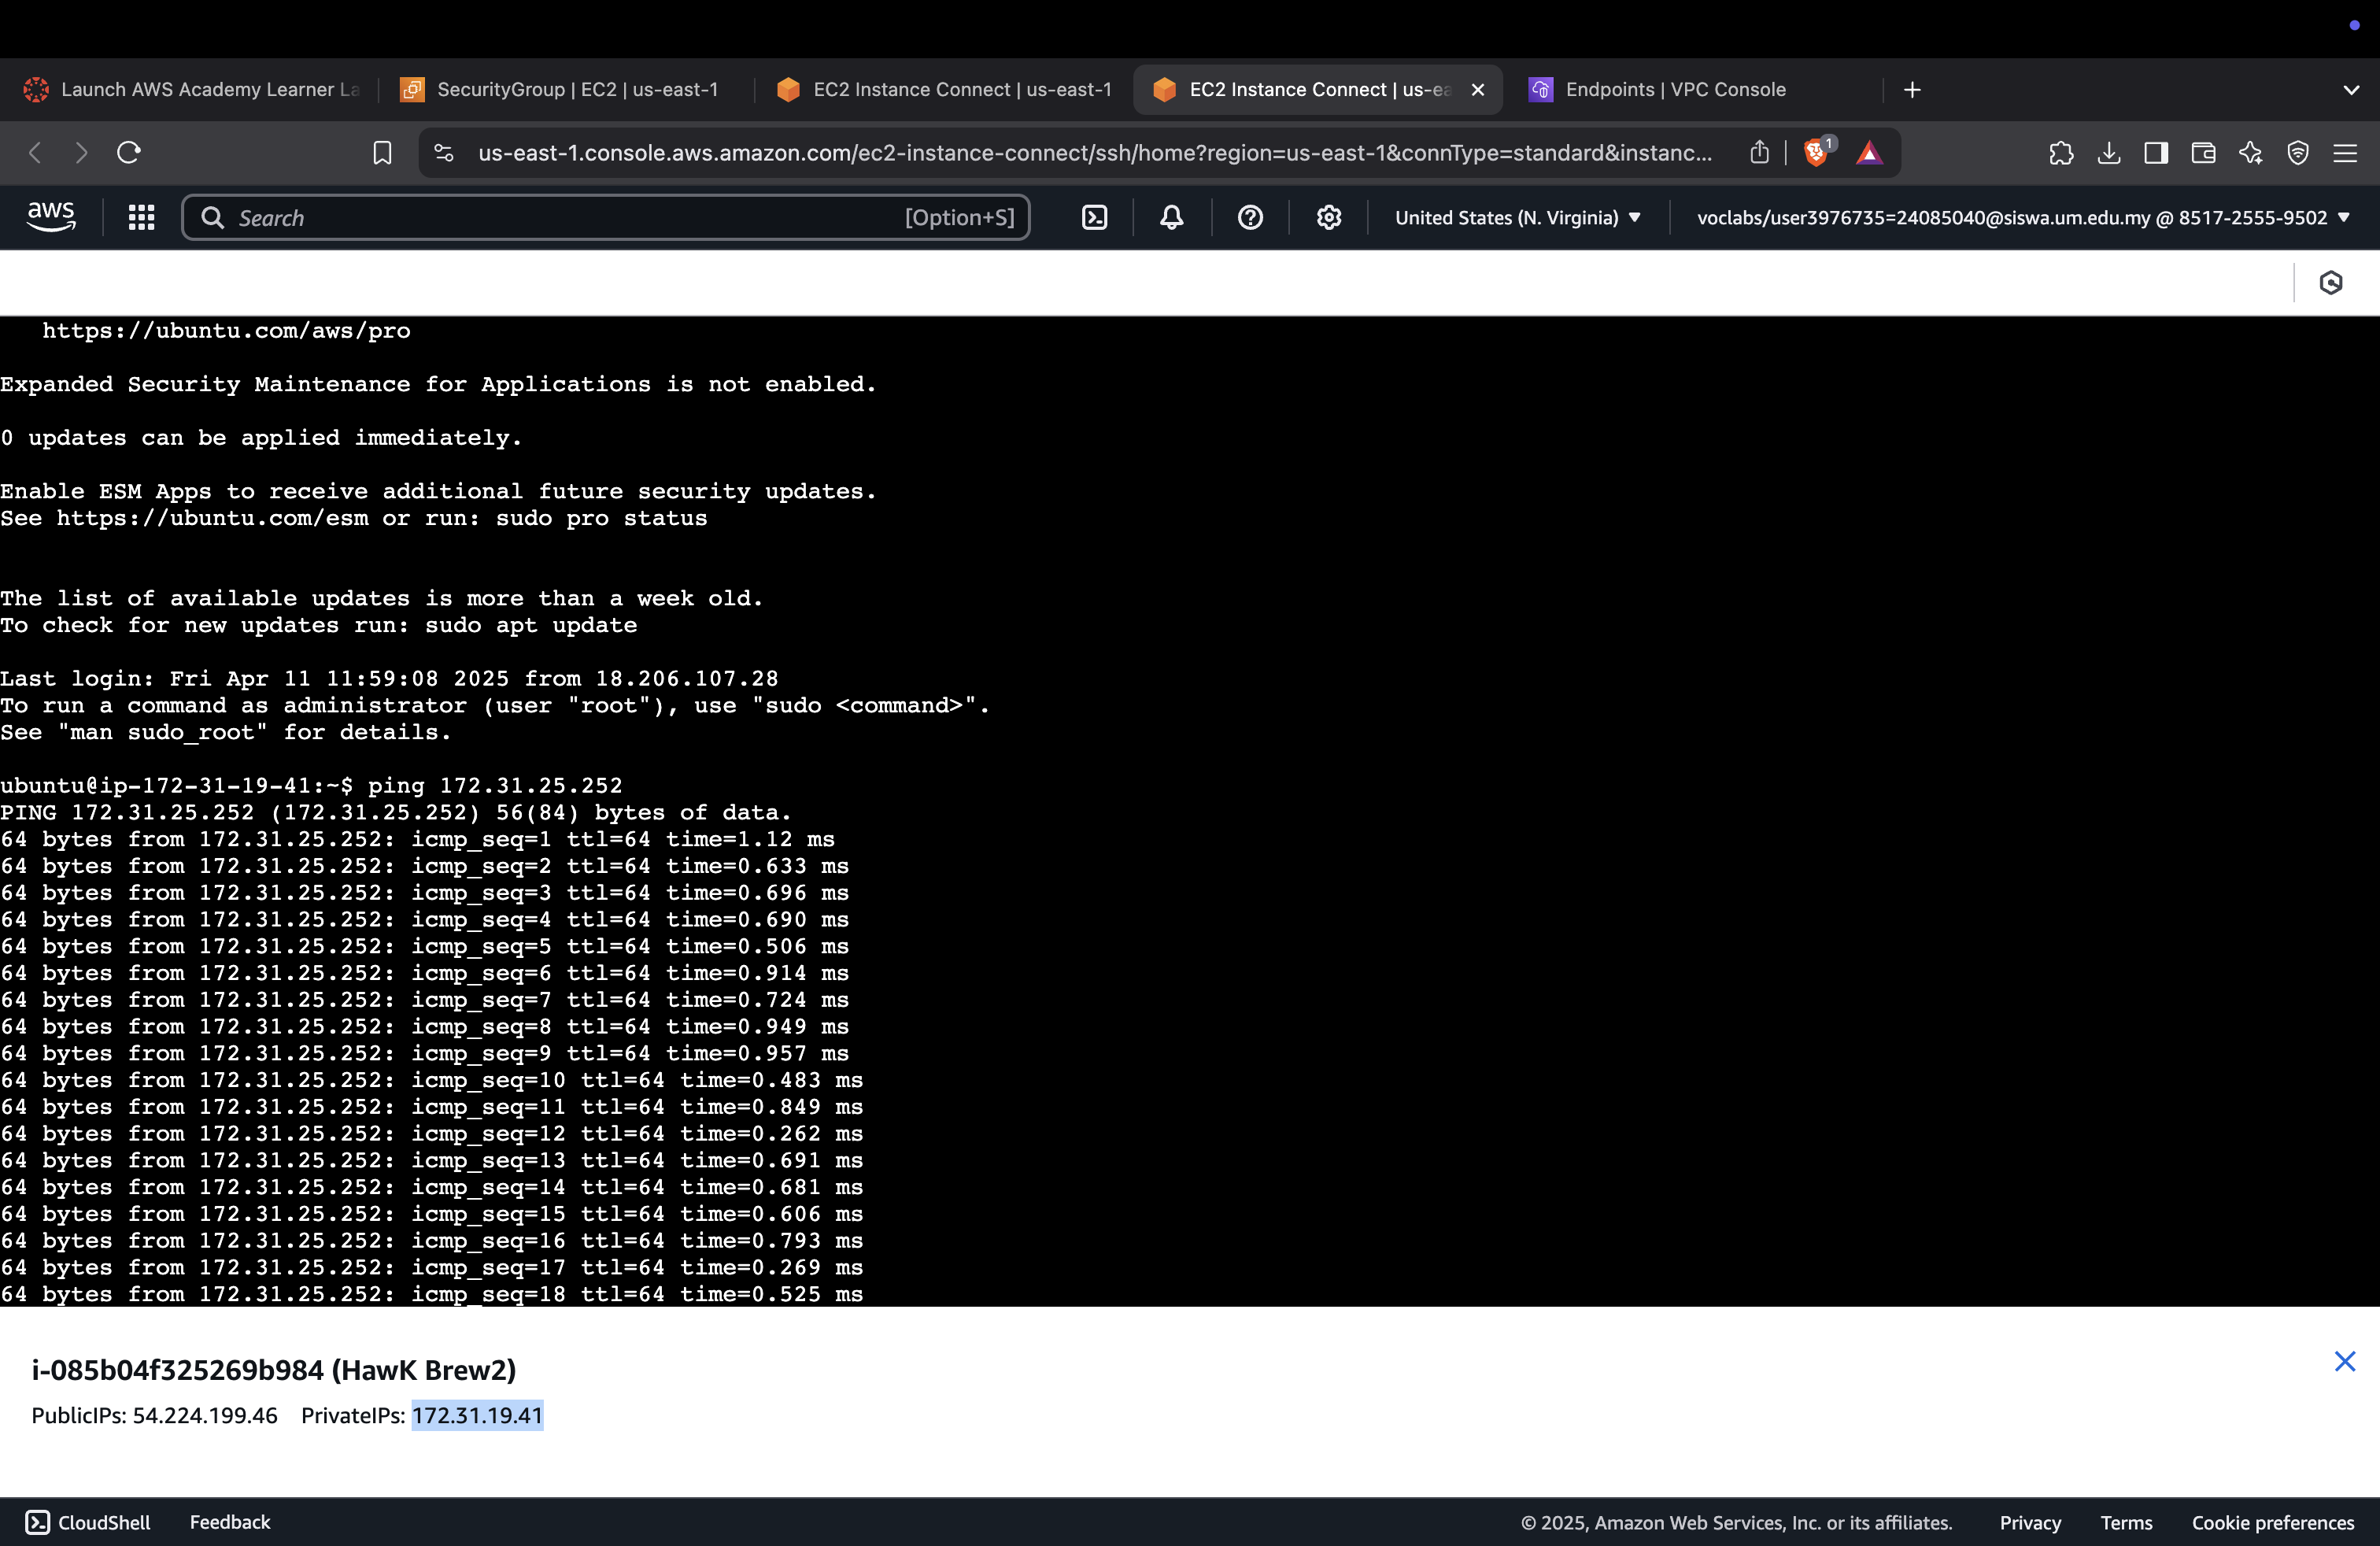 Launch AWS Academy Learner La
SecurityGroup | EC2 | us-east-1
EC2 Instance Connect | us-east-1
EC2 Instance Connect | us-ea
Endpoints | VPC Console
us-east-1.console.aws.amazon.com/ec2-instance-connect/ssh/home?region=us-east-1&connType=standard&instanc...
1
aws
Search
[Option+S]
United States (N. Virginia)
voclabs/user3976735=24085040@siswa.um.edu.my @ 8517-2555-9502
https://ubuntu.com/aws/pro
Expanded Security Maintenance for Applications is not enabled.
0 updates can be applied immediately.
Enable ESM Apps to receive additional future security updates.
See https://ubuntu.com/esm or run: sudo pro status
The list of available updates is more than a week old.
To check for new updates run: sudo apt update
Last login: Fri Apr 11 11:59:08 2025 from 18.206.107.28
To run a command as administrator (user "root"), use "sudo <command>".
See "man sudo_root" for details.
ubuntu@ip-172-31-19-41:~$ ping 172.31.25.252
PING 172.31.25.252 (172.31.25.252) 56(84) bytes of data.
64 bytes from 172.31.25.252: icmp_seq=1 ttl=64 time=1.12 ms
64 bytes from 172.31.25.252: icmp_seq=2 ttl=64 time=0.633 ms
64 bytes from 172.31.25.252: icmp_seq=3 ttl=64 time=0.696 ms
64 bytes from 172.31.25.252: icmp_seq=4 ttl=64 time=0.690 ms
64 bytes from 172.31.25.252: icmp_seq=5 ttl=64 time=0.506 ms
64 bytes from 172.31.25.252: icmp_seq=6 ttl=64 time=0.914 ms
64 bytes from 172.31.25.252: icmp_seq=7 ttl=64 time=0.724 ms
64 bytes from 172.31.25.252: icmp_seq=8 ttl=64 time=0.949 ms
64 bytes from 172.31.25.252: icmp_seq=9 ttl=64 time=0.957 ms
64 bytes from 172.31.25.252: icmp_seq=10 ttl=64 time=0.483 ms
64 bytes from 172.31.25.252: icmp_seq=11 ttl=64 time=0.849 ms
64 bytes from 172.31.25.252: icmp_seq=12 ttl=64 time=0.262 ms
64 bytes from 172.31.25.252: icmp_seq=13 ttl=64 time=0.691 ms
64 bytes from 172.31.25.252: icmp_seq=14 ttl=64 time=0.681 ms
64 bytes from 172.31.25.252: icmp_seq=15 ttl=64 time=0.606 ms
64 bytes from 172.31.25.252: icmp_seq=16 ttl=64 time=0.793 ms
64 bytes from 172.31.25.252: icmp_seq=17 ttl=64 time=0.269 ms
64 bytes from 172.31.25.252: icmp_seq=18 ttl=64 time=0.525 ms
i-085b04f325269b984 (HawK Brew2)
PublicIPs: 54.224.199.46 PrivateIPs: 172.31.19.41
CloudShell
Feedback
© 2025, Amazon Web Services, Inc. or its affiliates.
Privacy
Terms
Cookie preferences